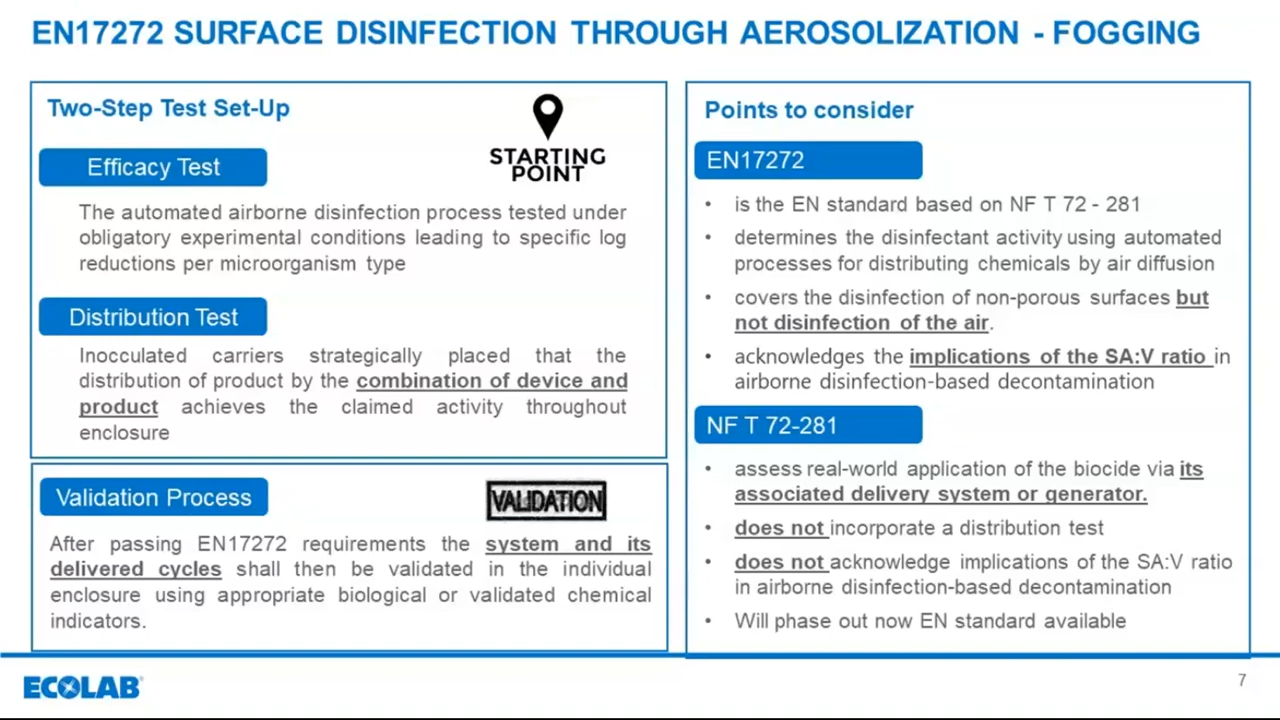 EN17272 SURFACE DISINFECTION THROUGH AEROSOLIZATION - FOGGING
Two-Step Test Set-Up
STARTING
POINT
Efficacy Test
The automated airborne disinfection process tested under
obligatory experimental conditions leading to specific log
reductions per microorganism type
Distribution Test
Inocculated carriers strategically placed that the
distribution of product by the combination of device and
product achieves the claimed activity throughout
enclosure
Validation Process
VALIDATION
After passing EN17272 requirements the system and its
delivered cycles shall then be validated in the individual
enclosure using appropriate biological or validated chemical
indicators.
Points to consider
EN17272
• is the EN standard based on NF T 72 - 281
• determines the disinfectant activity using automated
processes for distributing chemicals by air diffusion
• covers the disinfection of non-porous surfaces but
not disinfection of the air.
• acknowledges the implications of the SA:V ratio in
airborne disinfection-based decontamination
NF T 72-281
• assess real-world application of the biocide via its
associated delivery system or generator.
• does not incorporate a distribution test
• does not acknowledge implications of the SA:V ratio
in airborne disinfection-based decontamination
• Will phase out now EN standard available
ECOLAB
7